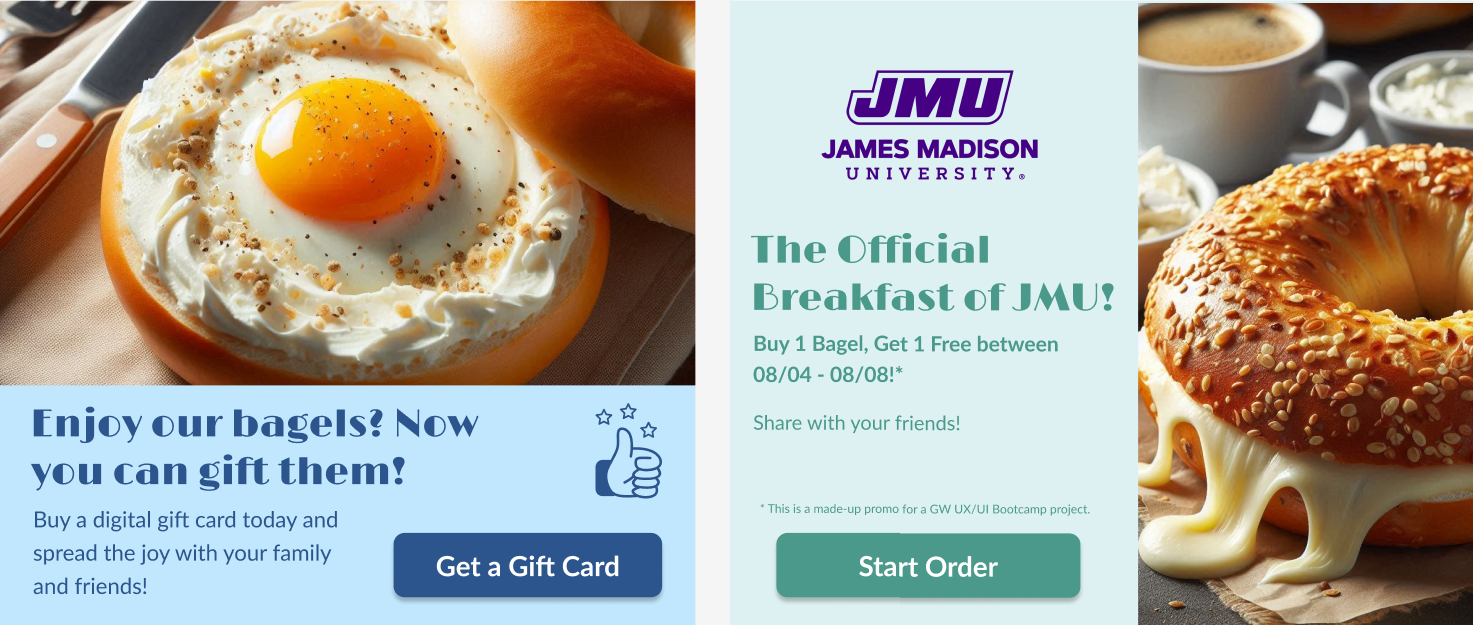 Enjoy our bagels? Now
you can gift them!
Buy a digital gift card today and
spread the joy with your family
and friends!
Get a Gift Card
JMU
JAMES MADISON
UNIVERSITY®
The Official
Breakfast of JMU!
Buy 1 Bagel, Get 1 Free between
08/04 - 08/08!*
Share with your friends!
* This is a made-up promo for a GW UX/UI Bootcamp project.
Start Order